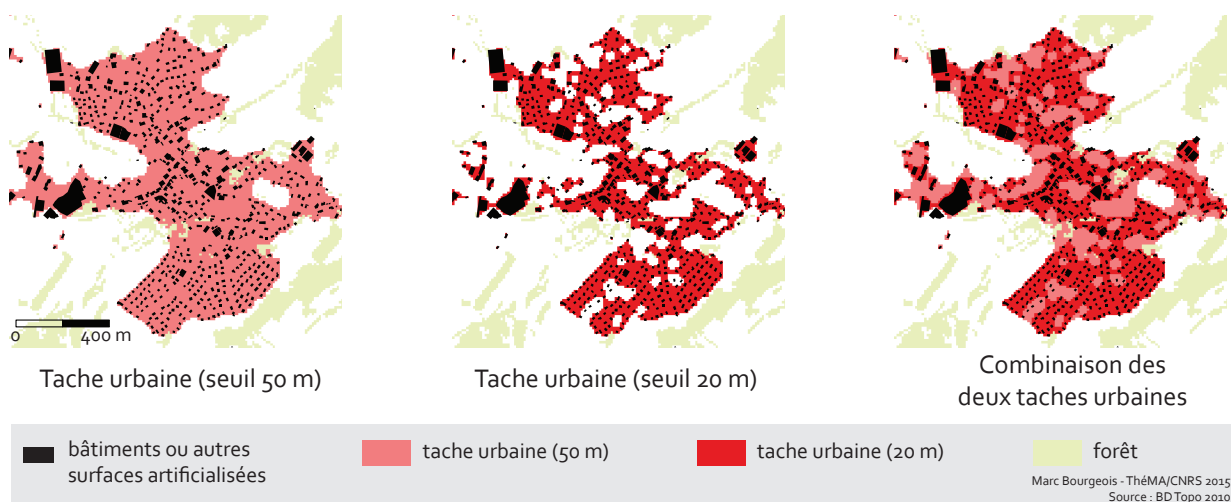 0 400 m
Tache urbaine (seuil 50 m)
Tache urbaine (seuil 20 m)
Combinaison des
deux taches urbaines
bâtiments ou autres
surfaces artificialisées
tache urbaine (50 m)
tache urbaine (20 m)
forêt
Marc Bourgeois - ThéMA/CNRS 2015
Source : BD Topo 2010